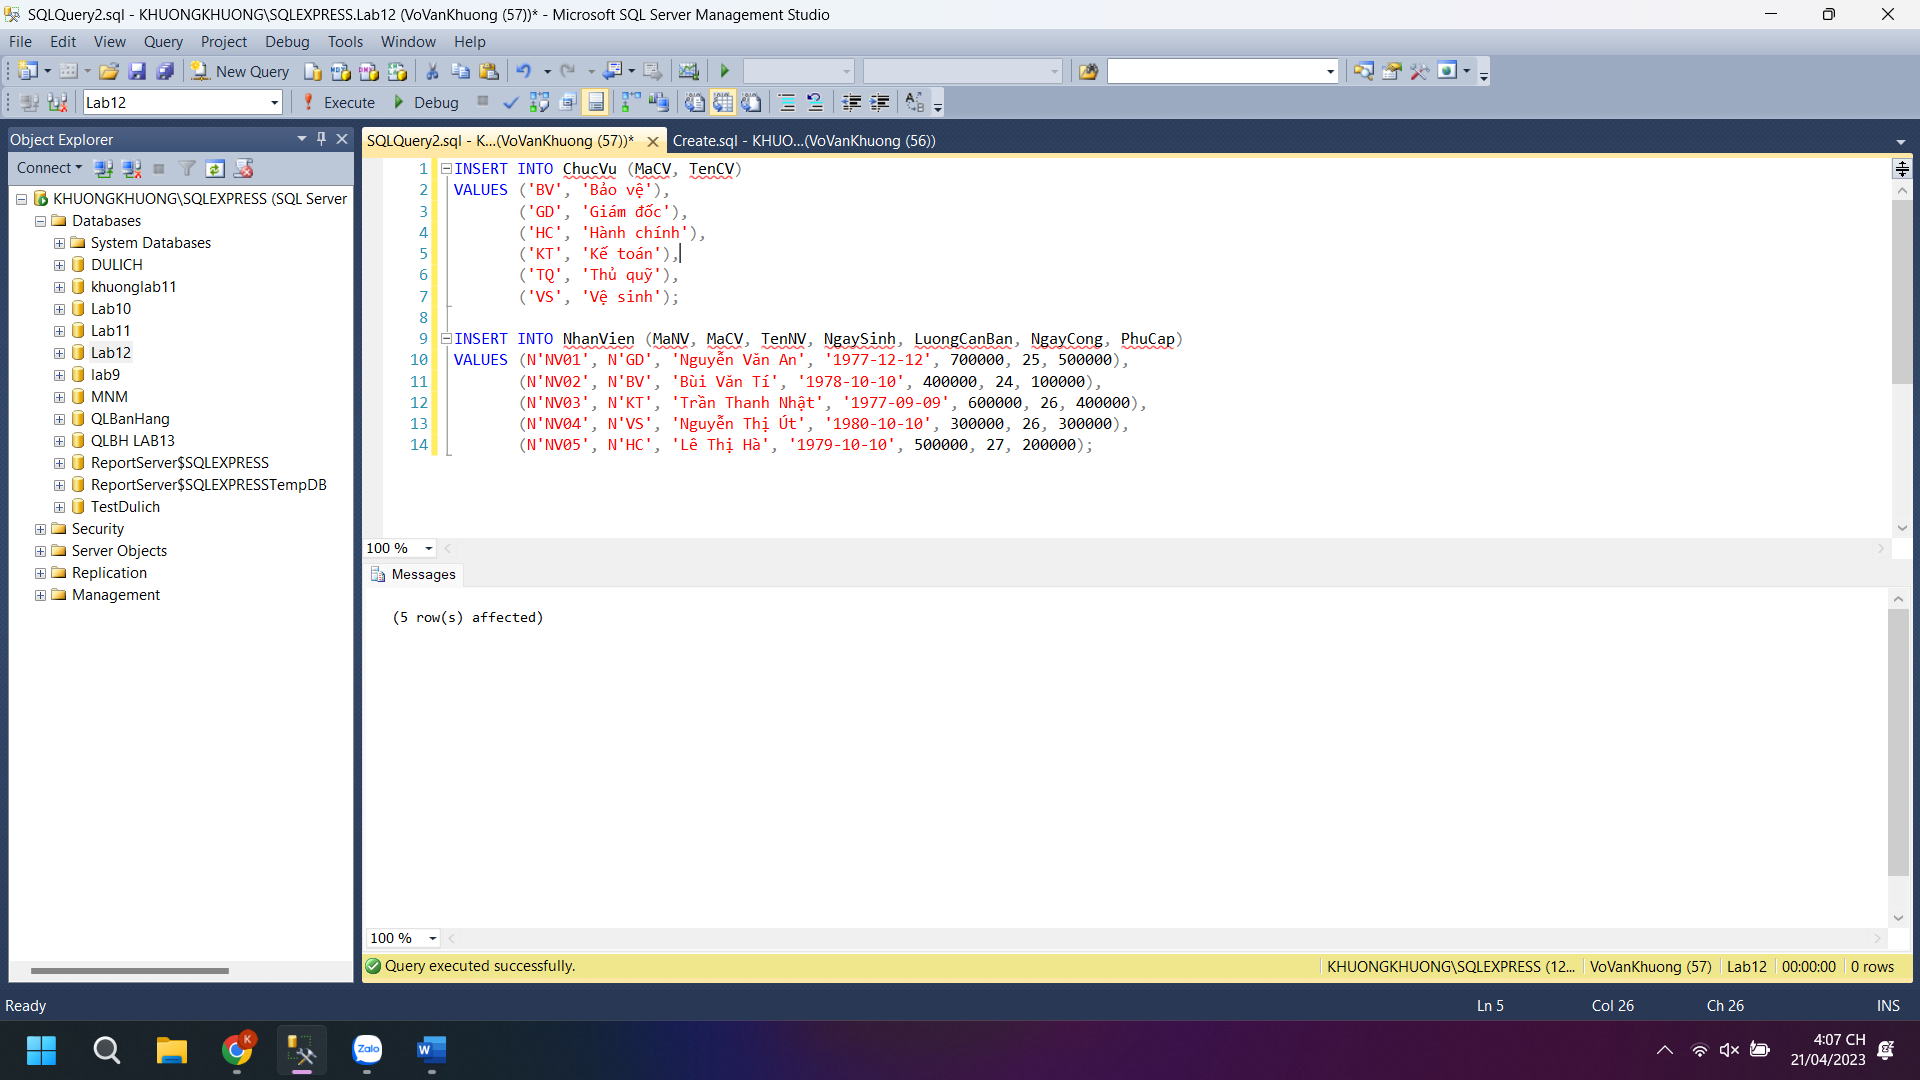 SQLQuery2.sql - KHUONGKHUONG\SQLEXPRESS.Lab12 (VoVanKhuong (57))* - Microsoft SQL Server Management Studio
File Edit View Query Project Debug Tools Window Help
New Query
Lab12 Execute Debug
Object Explorer
Connect
KHUONGKHUONG\SQLEXPRESS (SQL Server
Databases
System Databases
DULICH
khuonglab11
Lab10
Lab11
Lab12
lab9
MNM
QLBanHang
QLBH LAB13
ReportServer$SQLEXPRESS
ReportServer$SQLEXPRESSTempDB
TestDulich
Security
Server Objects
Replication
Management
SQLQuery2.sql - K...(VoVanKhuong (57))* Create.sql - KHUO...(VoVanKhuong (56))
1 INSERT INTO ChucVu (MaCV, TenCV)
2 VALUES ('BV', 'Bảo vệ'),
3 ('GD', 'Giám đốc'),
4 ('HC', 'Hành chính'),
5 ('KT', 'Kế toán'),
6 ('TQ', 'Thủ quỹ'),
7 ('VS', 'Vệ sinh');
8
9 INSERT INTO NhanVien (MaNV, MaCV, TenNV, NgaySinh, LuongCanBan, NgayCong, PhuCap)
10 VALUES (N'NV01', N'GD', 'Nguyễn Văn An', '1977-12-12', 700000, 25, 500000),
11 (N'NV02', N'BV', 'Bùi Văn Tí', '1978-10-10', 400000, 24, 100000),
12 (N'NV03', N'KT', 'Trần Thanh Nhật', '1977-09-09', 600000, 26, 400000),
13 (N'NV04', N'VS', 'Nguyễn Thị Út', '1980-10-10', 300000, 26, 300000),
14 (N'NV05', N'HC', 'Lê Thị Hà', '1979-10-10', 500000, 27, 200000);
100 %
Messages
(5 row(s) affected)
100 %
Query executed successfully. KHUONGKHUONG\SQLEXPRESS (12... VoVanKhuong (57) Lab12 00:00:00 0 rows
Ready Ln 5 Col 26 Ch 26 INS
K
Zalo
W
4:07 CH
21/04/2023